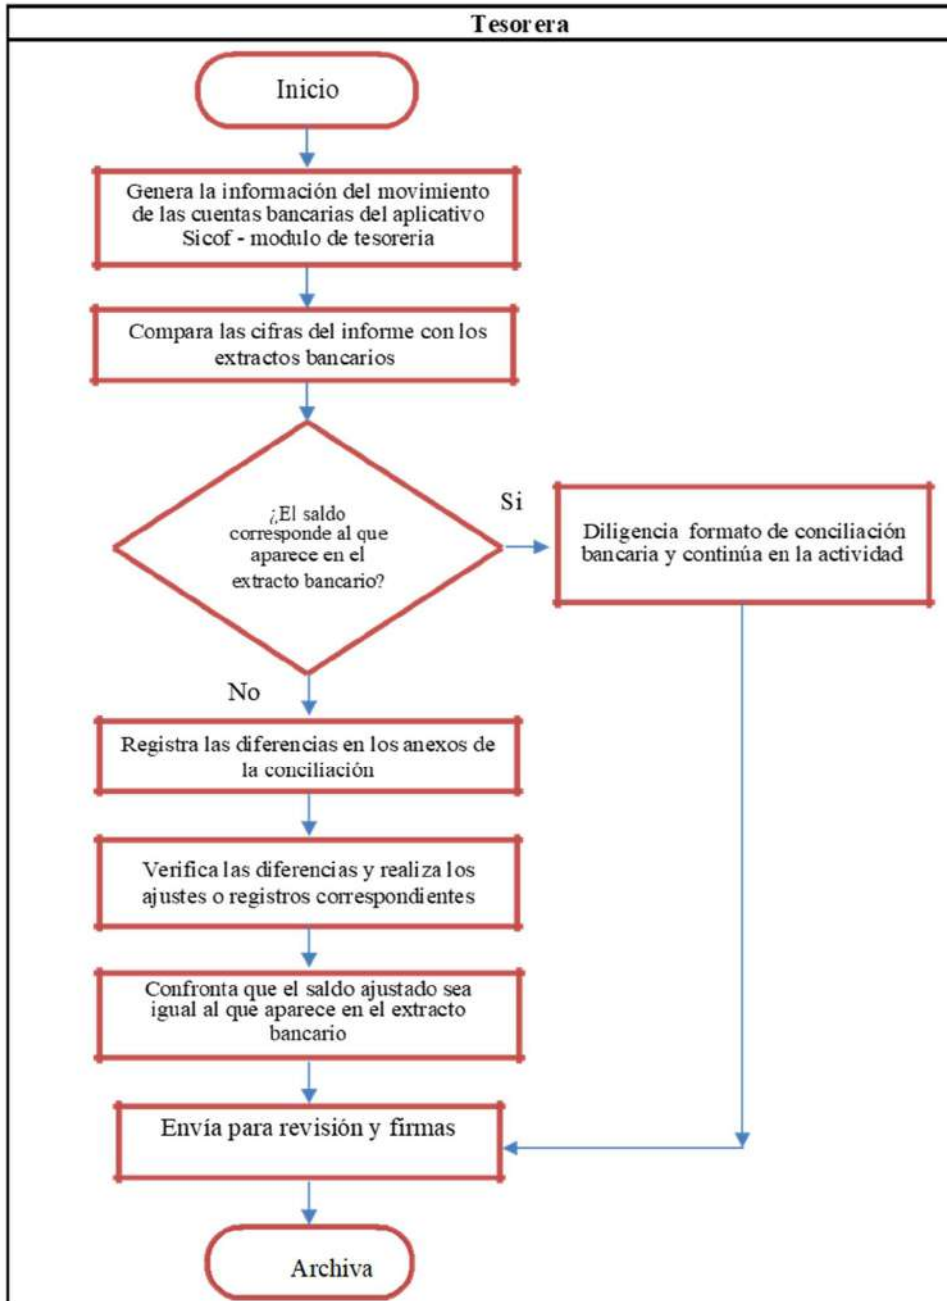 Tesorera
Inicio
Genera la información del movimiento
de las cuentas bancarias del aplicativo
Sicof - modulo de tesoreria
Compara las cifras del informe con los
extractos bancarios
¿El saldo
corresponde al que
aparece en el
extracto bancario?
Si
Diligencia formato de conciliación
bancaria y continúa en la actividad
No
Registra las diferencias en los anexos de
la conciliación
Verifica las diferencias y realiza los
ajustes o registros correspondientes
Confronta que el saldo ajustado sea
igual al que aparece en el extracto
bancario
Envía para revisión y firmas
Archiva